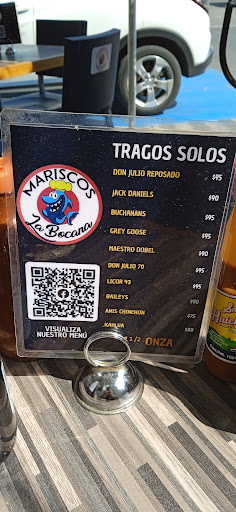 MARISCOS
La Bocana
VISUALIZA
NUESTRO MENÚ
TRAGOS SOLOS
DON JULIO REPOSADO $95
JACK DANIELS $90
BUCHANANS $95
GREY GOOSE $95
MAESTRO DOBEL $90
DON JULIO 70 $95
LICOR 43 $90
BAILEYS $90
ANIS CHINCHON $75
KAHLUA
1/2 ONZA